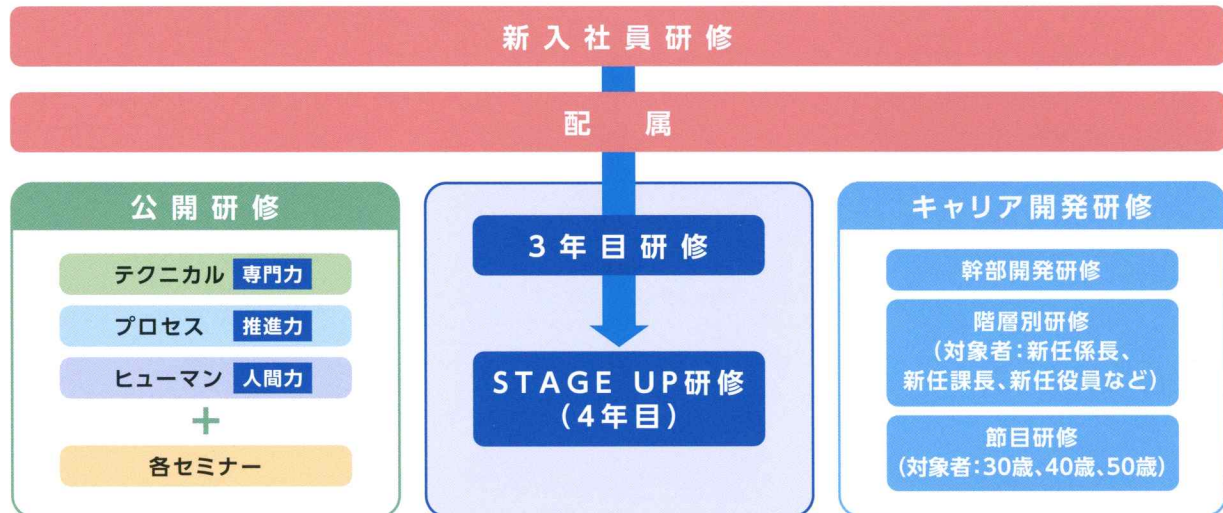 新入社員研修
配属
公開研修
テクニカル 専門力
プロセス 推進力
ヒューマン 人間力
+
各セミナー
3年目研修
STAGE UP研修
(4年目)
キャリア開発研修
幹部開発研修
階層別研修
(対象者:新任係長、
新任課長、新任役員など)
節目研修
(対象者:30歳、40歳、50歳)